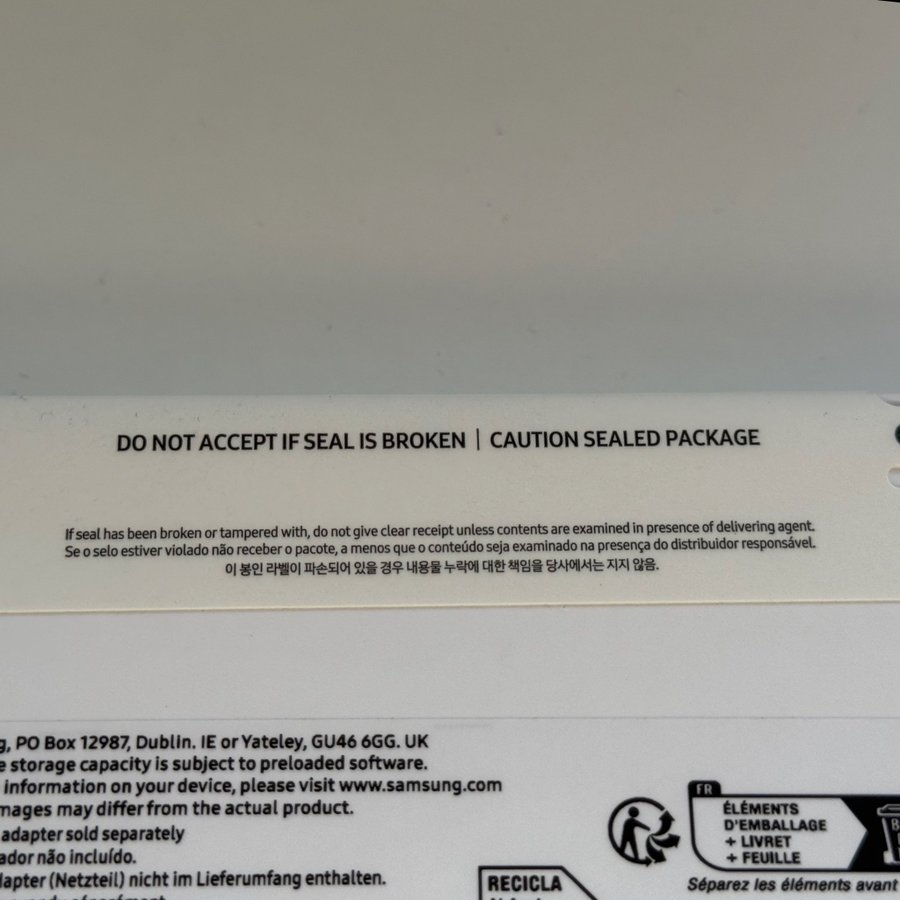 DO NOT ACCEPT IF SEAL IS BROKEN | CAUTION SEALED PACKAGE
If seal has been broken or tampered with, do not give clear receipt unless contents are examined in presence of delivering agent.
Se o selo estiver violado não receber o pacote, a menos que o conteúdo seja examinado na presença do distribuidor responsável.
이 봉인 라벨이 파손되어 있을 경우 내용물 누락에 대한 책임을 당사에서는 지지 않음.
PO Box 12987, Dublin. IE or Yateley, GU46 6GG. UK
storage capacity is subject to preloaded software.
information on your device, please visit www.samsung.com
may differ from the actual product.
adapter sold separately
não incluído.
(Netzteil) nicht im Lieferumfang enthalten.
FR
ÉLÉMENTS
D'EMBALLAGE
+ LIVRET
+ FEUILLE
Séparez les éléments avant
RECICLA